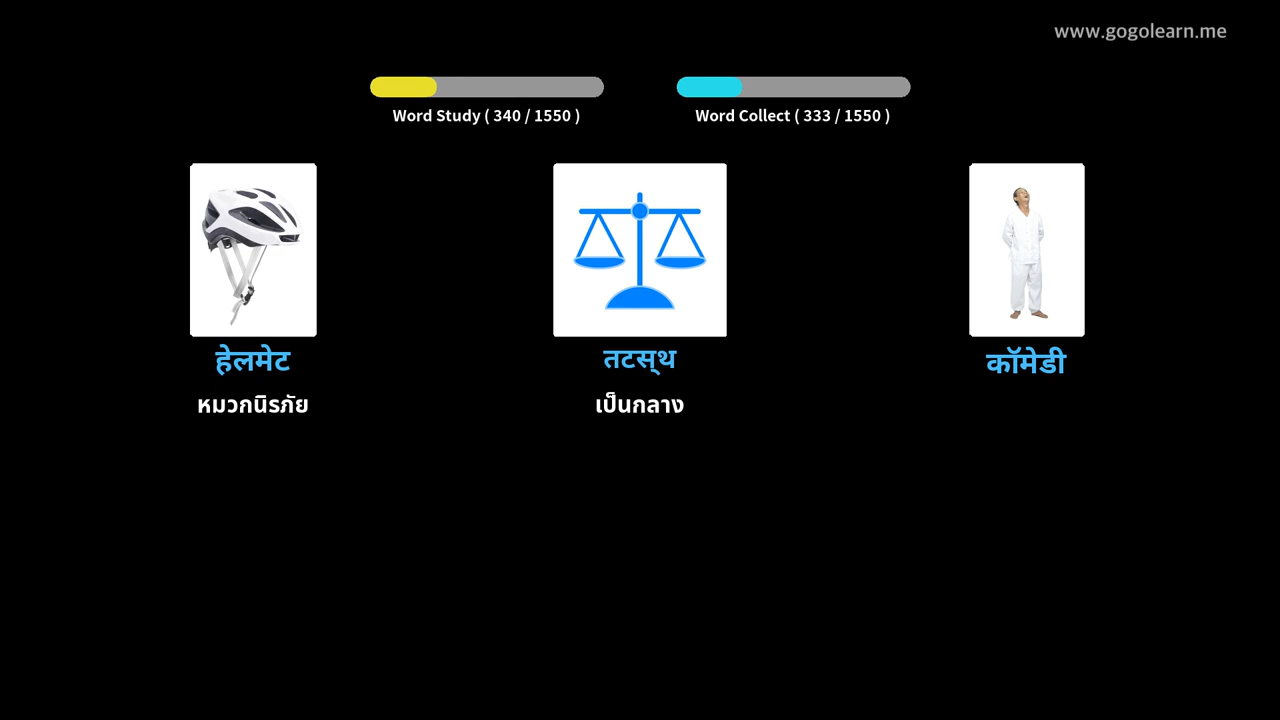 www.gogolearn.me
Word Study ( 340 / 1550 )
Word Collect ( 333 / 1550 )
हेलमेट
तटस्थ
कॉमेडी
หมวกนิรภัย
เป็นกลาง